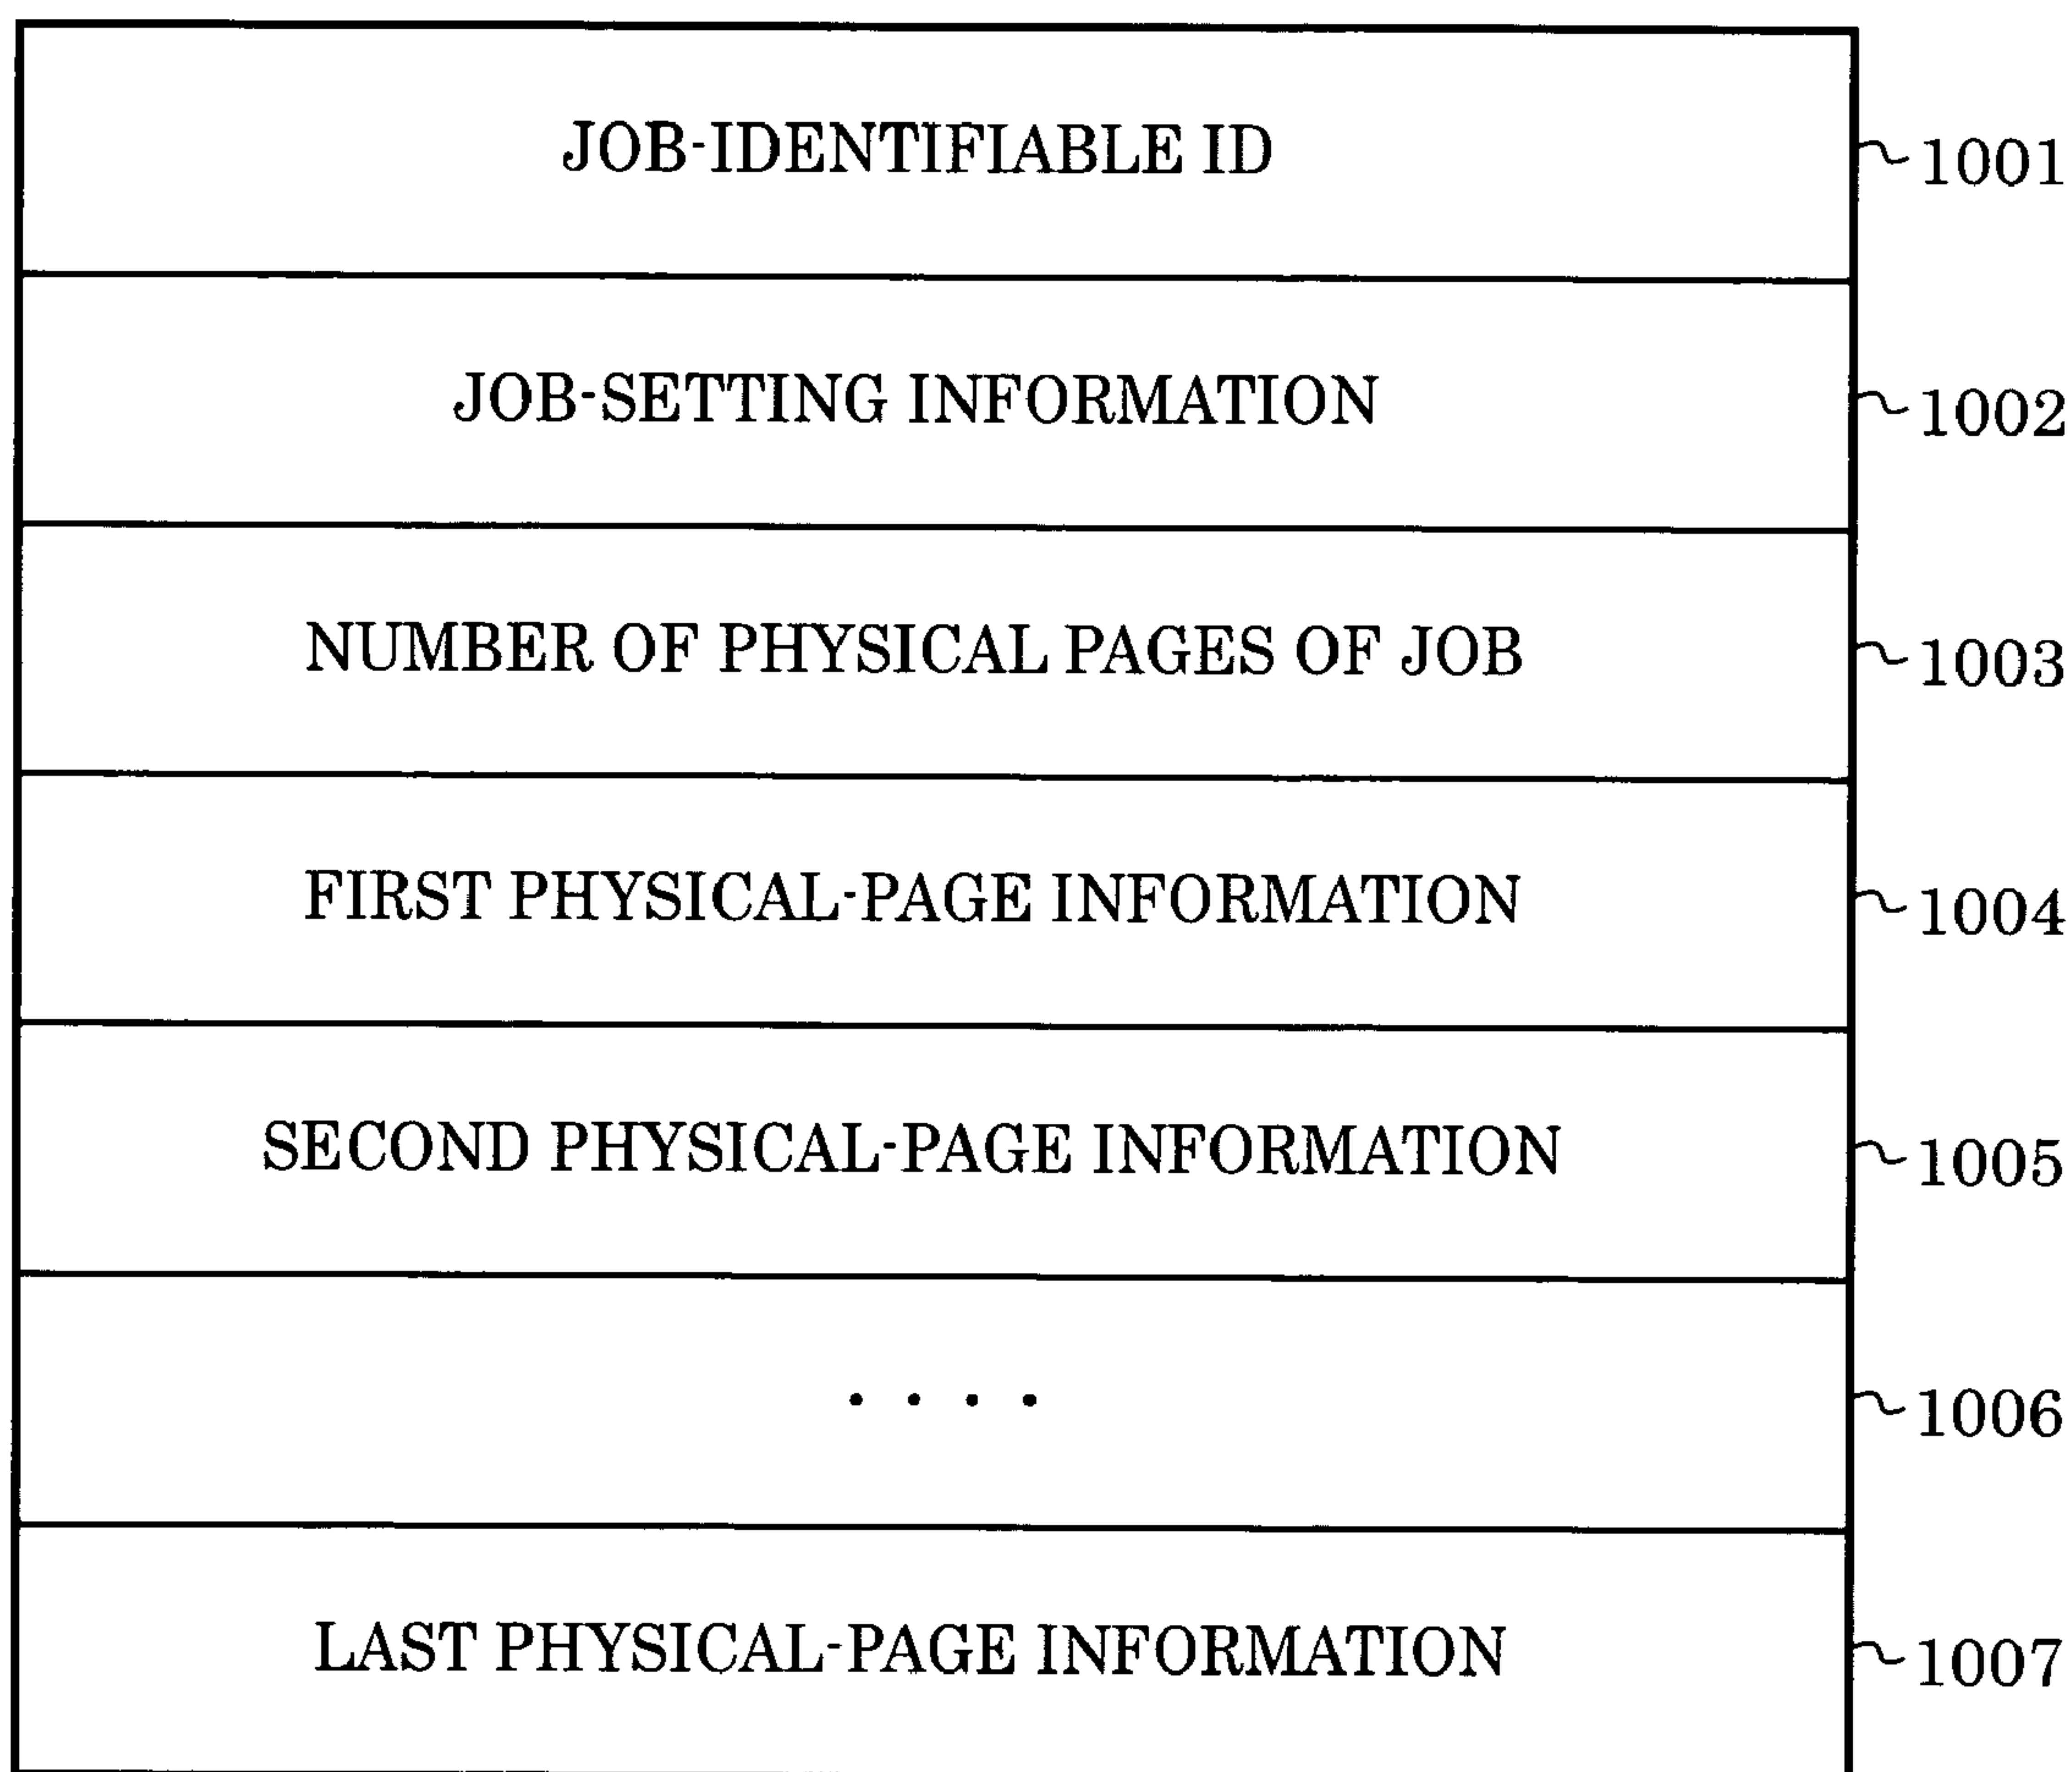 JOB-IDENTIFIABLE ID 1001
JOB-SETTING INFORMATION 1002
NUMBER OF PHYSICAL PAGES OF JOB 1003
FIRST PHYSICAL-PAGE INFORMATION 1004
SECOND PHYSICAL-PAGE INFORMATION 1005
. . . . 1006
LAST PHYSICAL-PAGE INFORMATION 1007